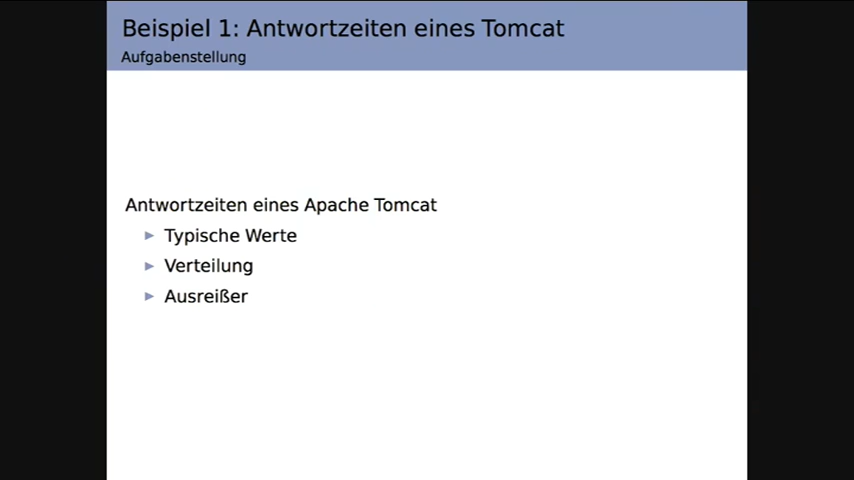 Beispiel 1: Antwortzeiten eines Tomcat
Aufgabenstellung
Antwortzeiten eines Apache Tomcat
Typische Werte
Verteilung
Ausreißer